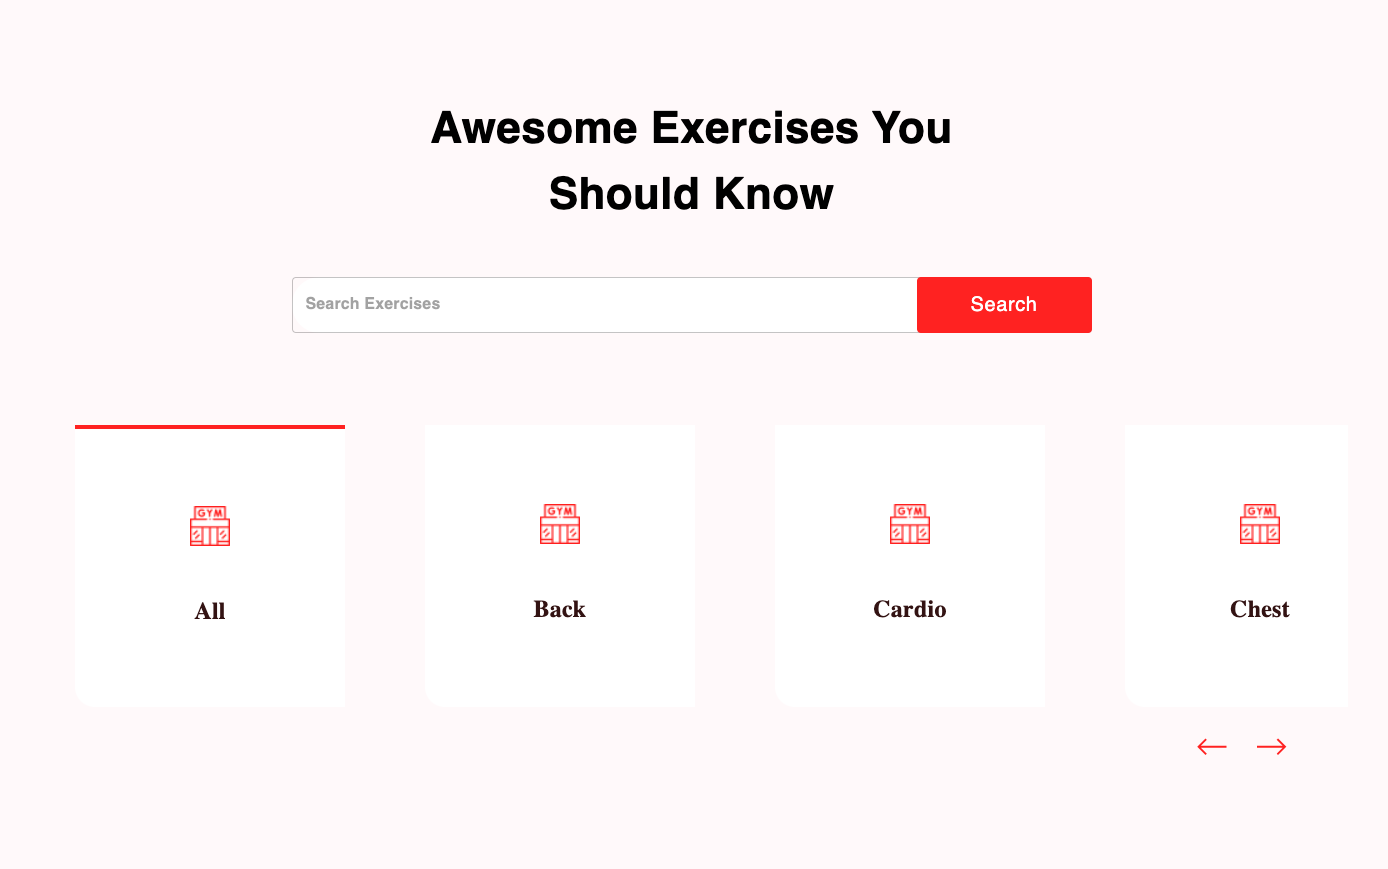 Awesome Exercises You
Should Know
Search Exercises
Search
GYM
GYM
GYM
GYM
All
Back
Cardio
Chest